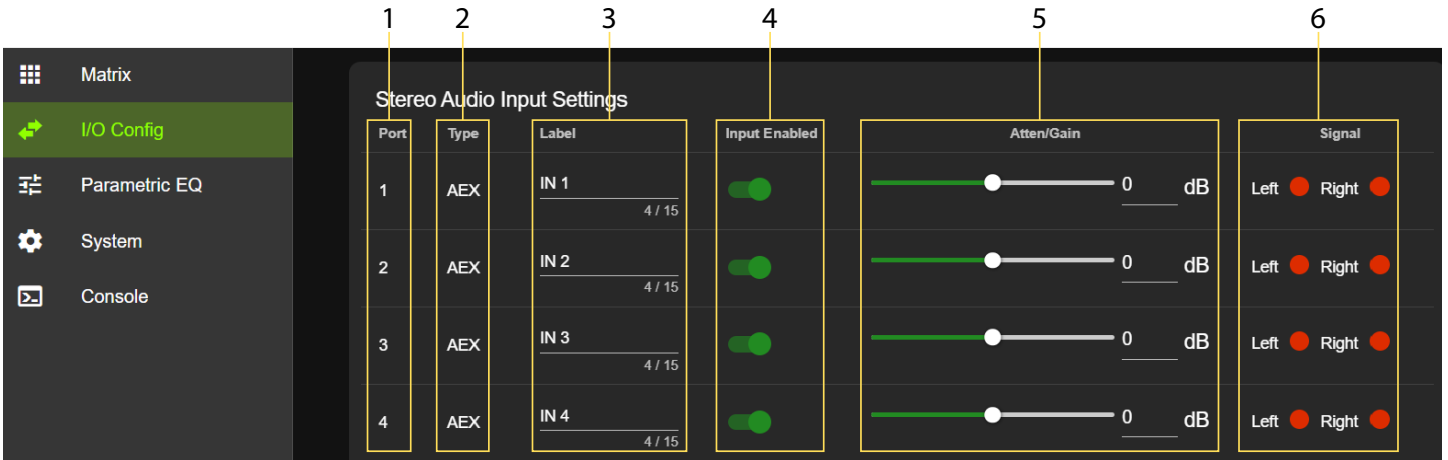 1 2 3 4 5 6
Matrix
I/O Config
Parametric EQ
System
Console
Stereo Audio Input Settings
Port Type Label Input Enabled Atten/Gain Signal
1 AEX IN 1 0 dB Left Right
4 / 15
2 AEX IN 2 0 dB Left Right
4 / 15
3 AEX IN 3 0 dB Left Right
4 / 15
4 AEX IN 4 0 dB Left Right
4 / 15